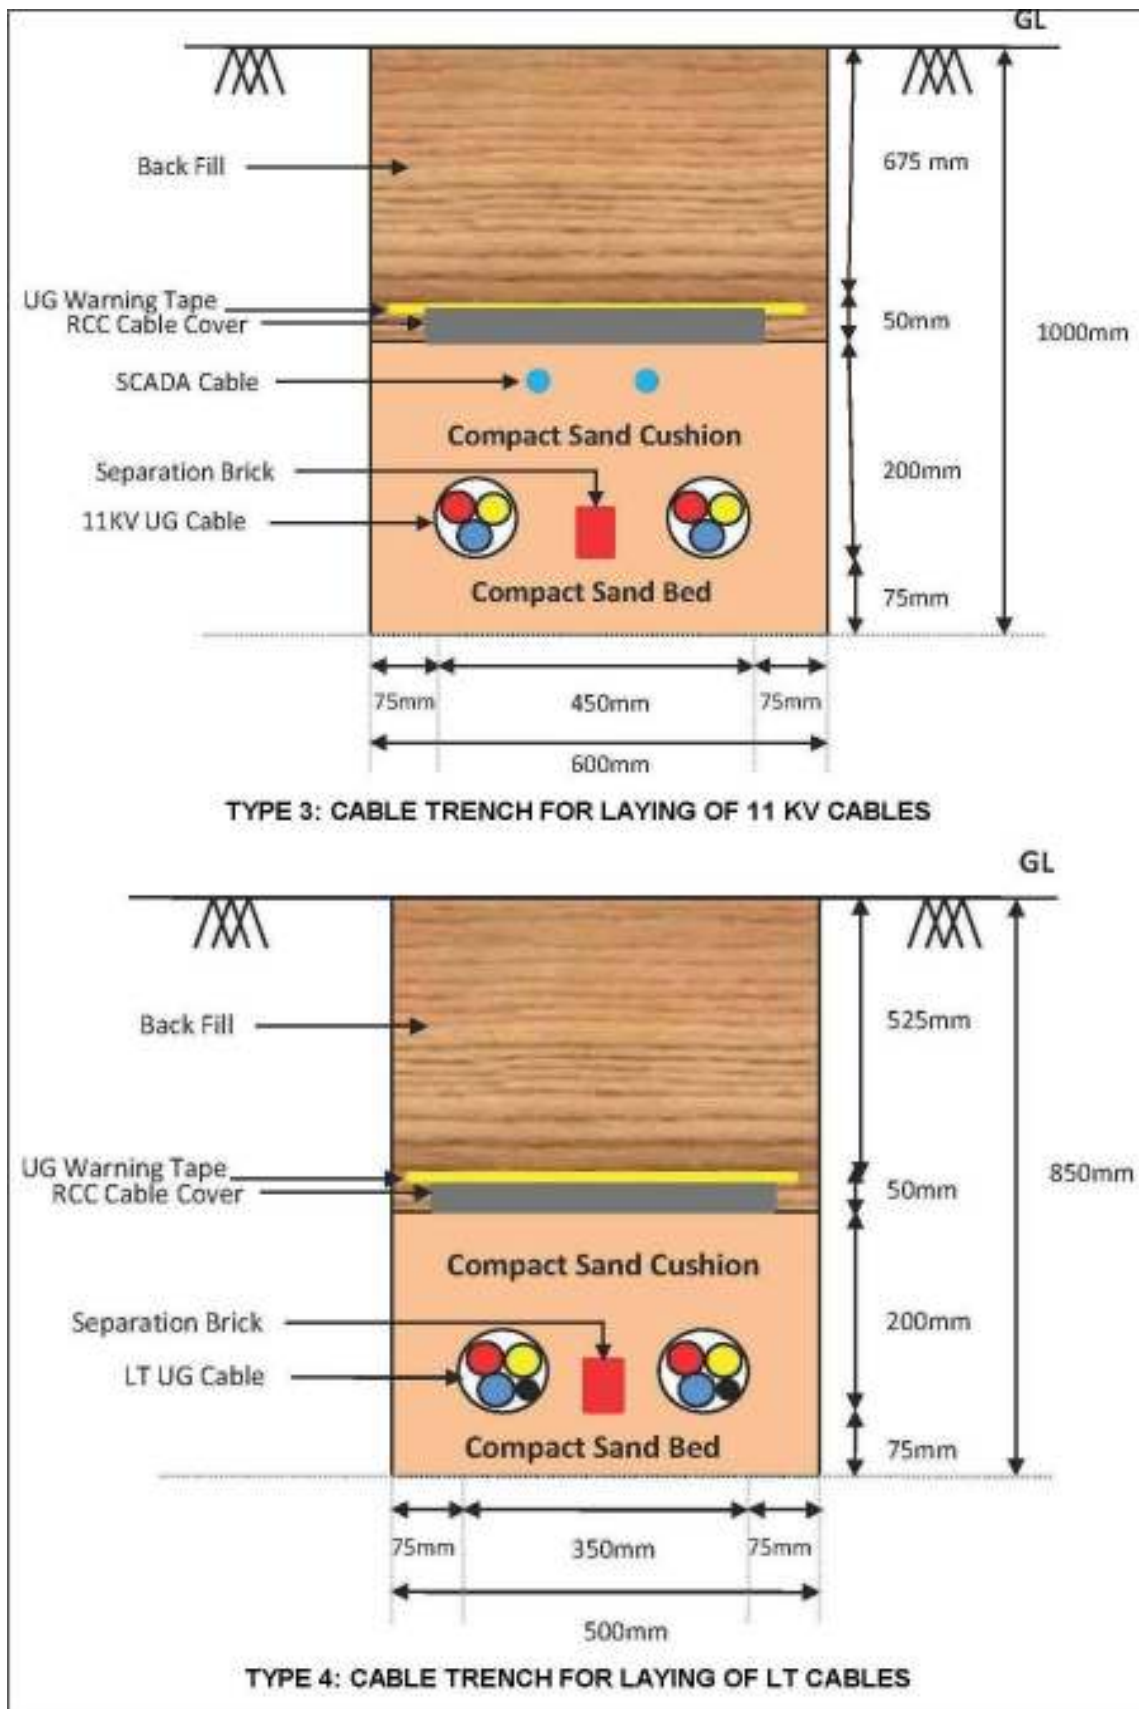 GL
675 mm
Back Fill
UG Warning Tape
RCC Cable Cover
50mm
1000mm
SCADA Cable
Compact Sand Cushion
Separation Brick
200mm
11KV UG Cable
Compact Sand Bed
75mm
75mm 450mm 75mm
600mm
TYPE 3: CABLE TRENCH FOR LAYING OF 11 KV CABLES
GL
Back Fill
525mm
UG Warning Tape
RCC Cable Cover
50mm
850mm
Compact Sand Cushion
Separation Brick
200mm
LT UG Cable
Compact Sand Bed
75mm
75mm 350mm 75mm
500mm
TYPE 4: CABLE TRENCH FOR LAYING OF LT CABLES